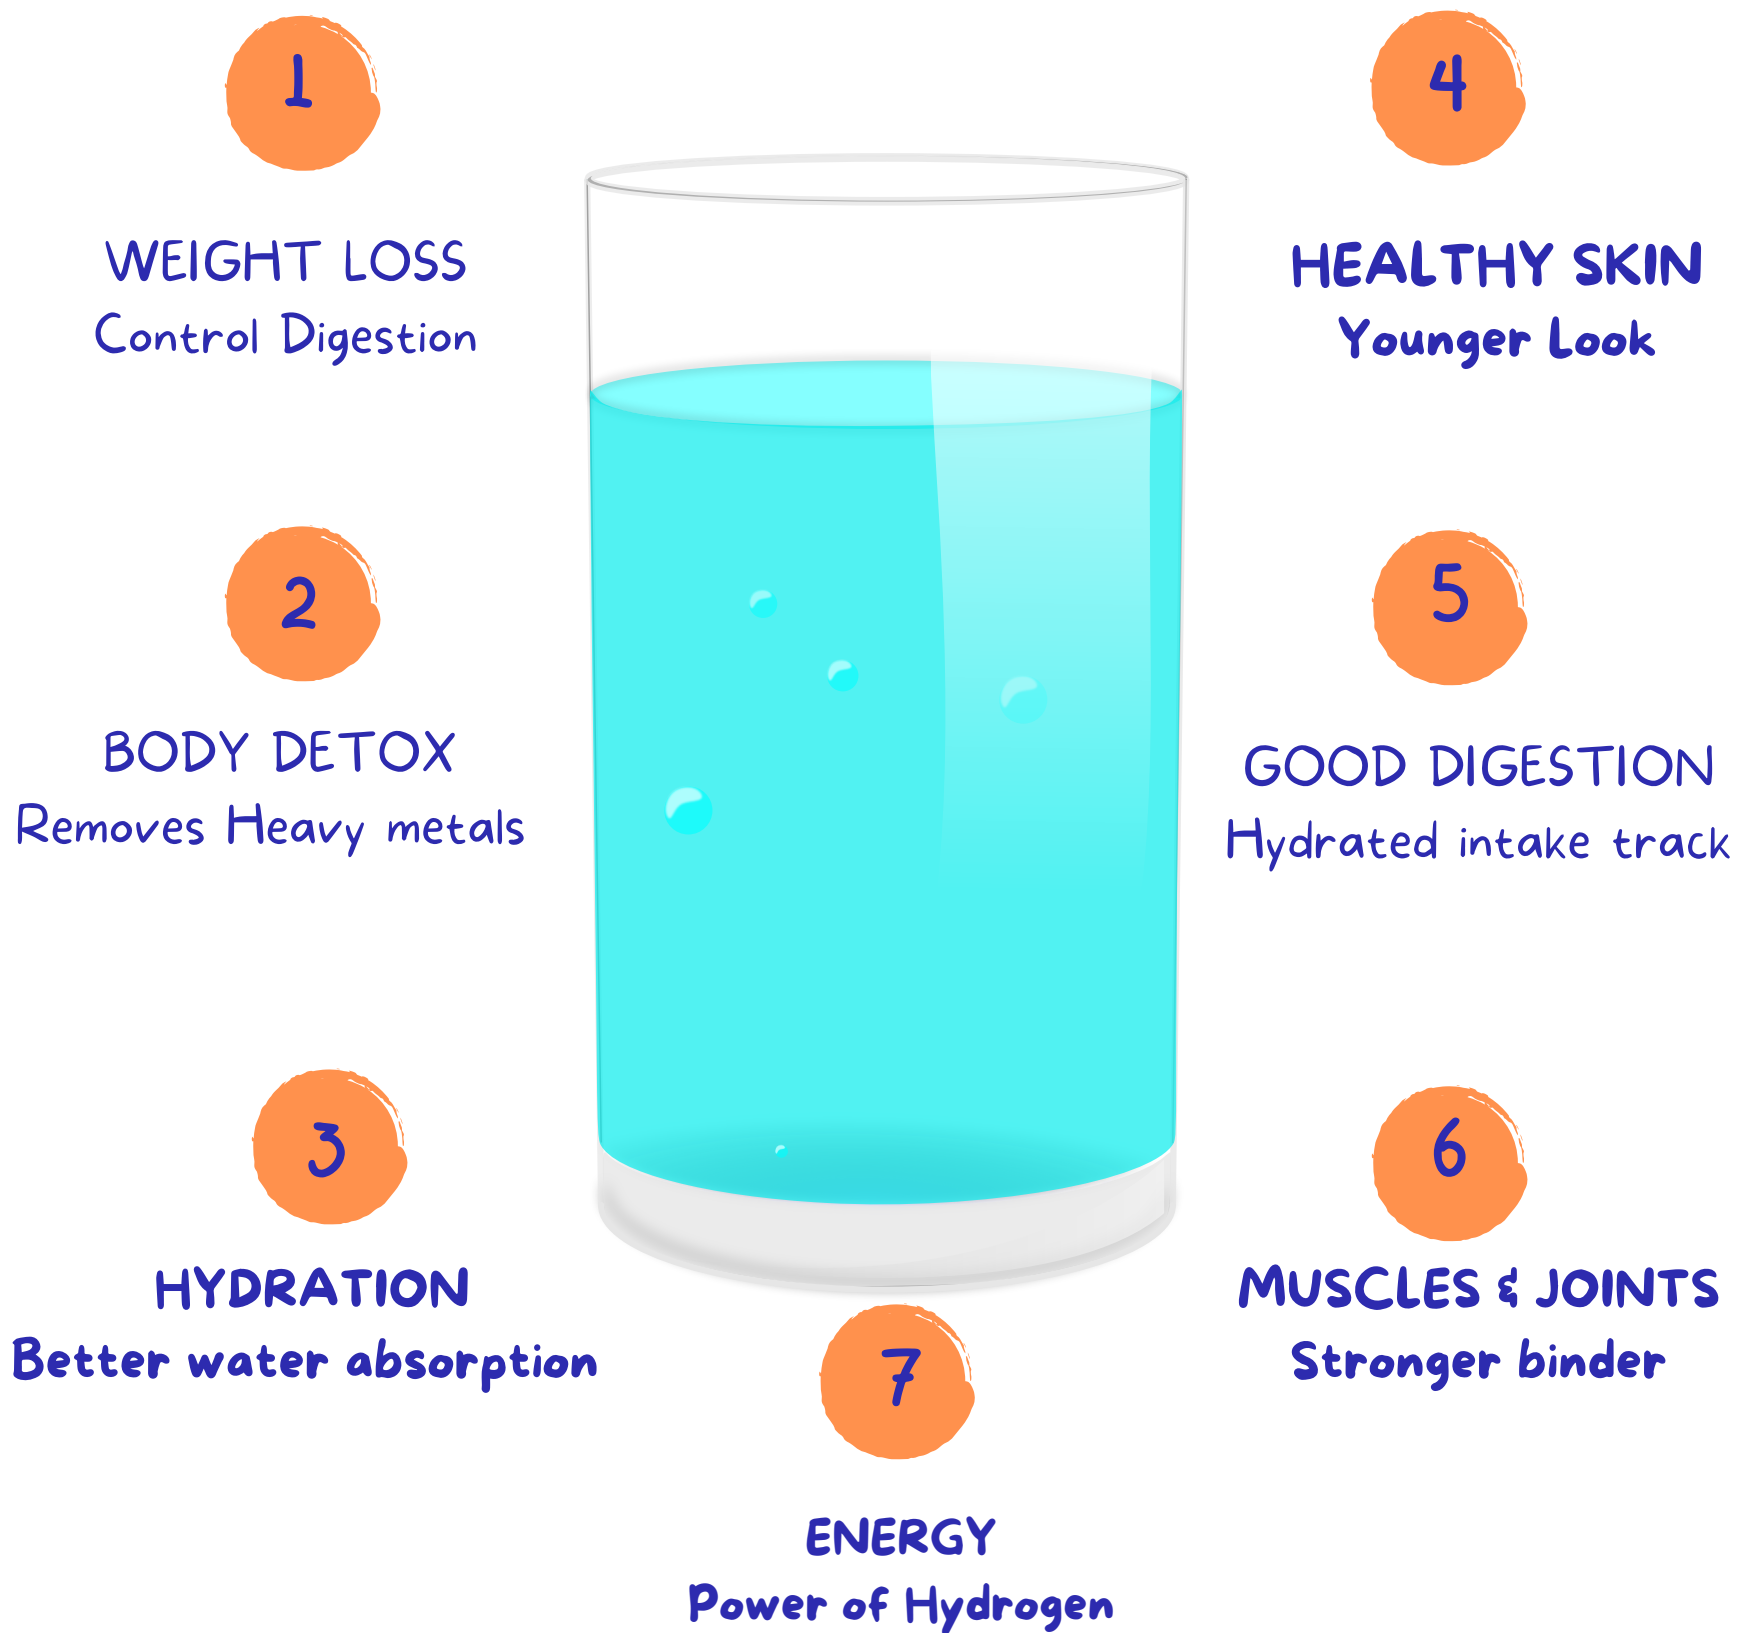 1
WEIGHT LOSS
Control Digestion
2
BODY DETOX
Removes Heavy metals
3
HYDRATION
Better water absorption
4
HEALTHY SKIN
Younger Look
5
GOOD DIGESTION
Hydrated intake track
6
MUSCLES & JOINTS
Stronger binder
7
ENERGY
Power of Hydrogen